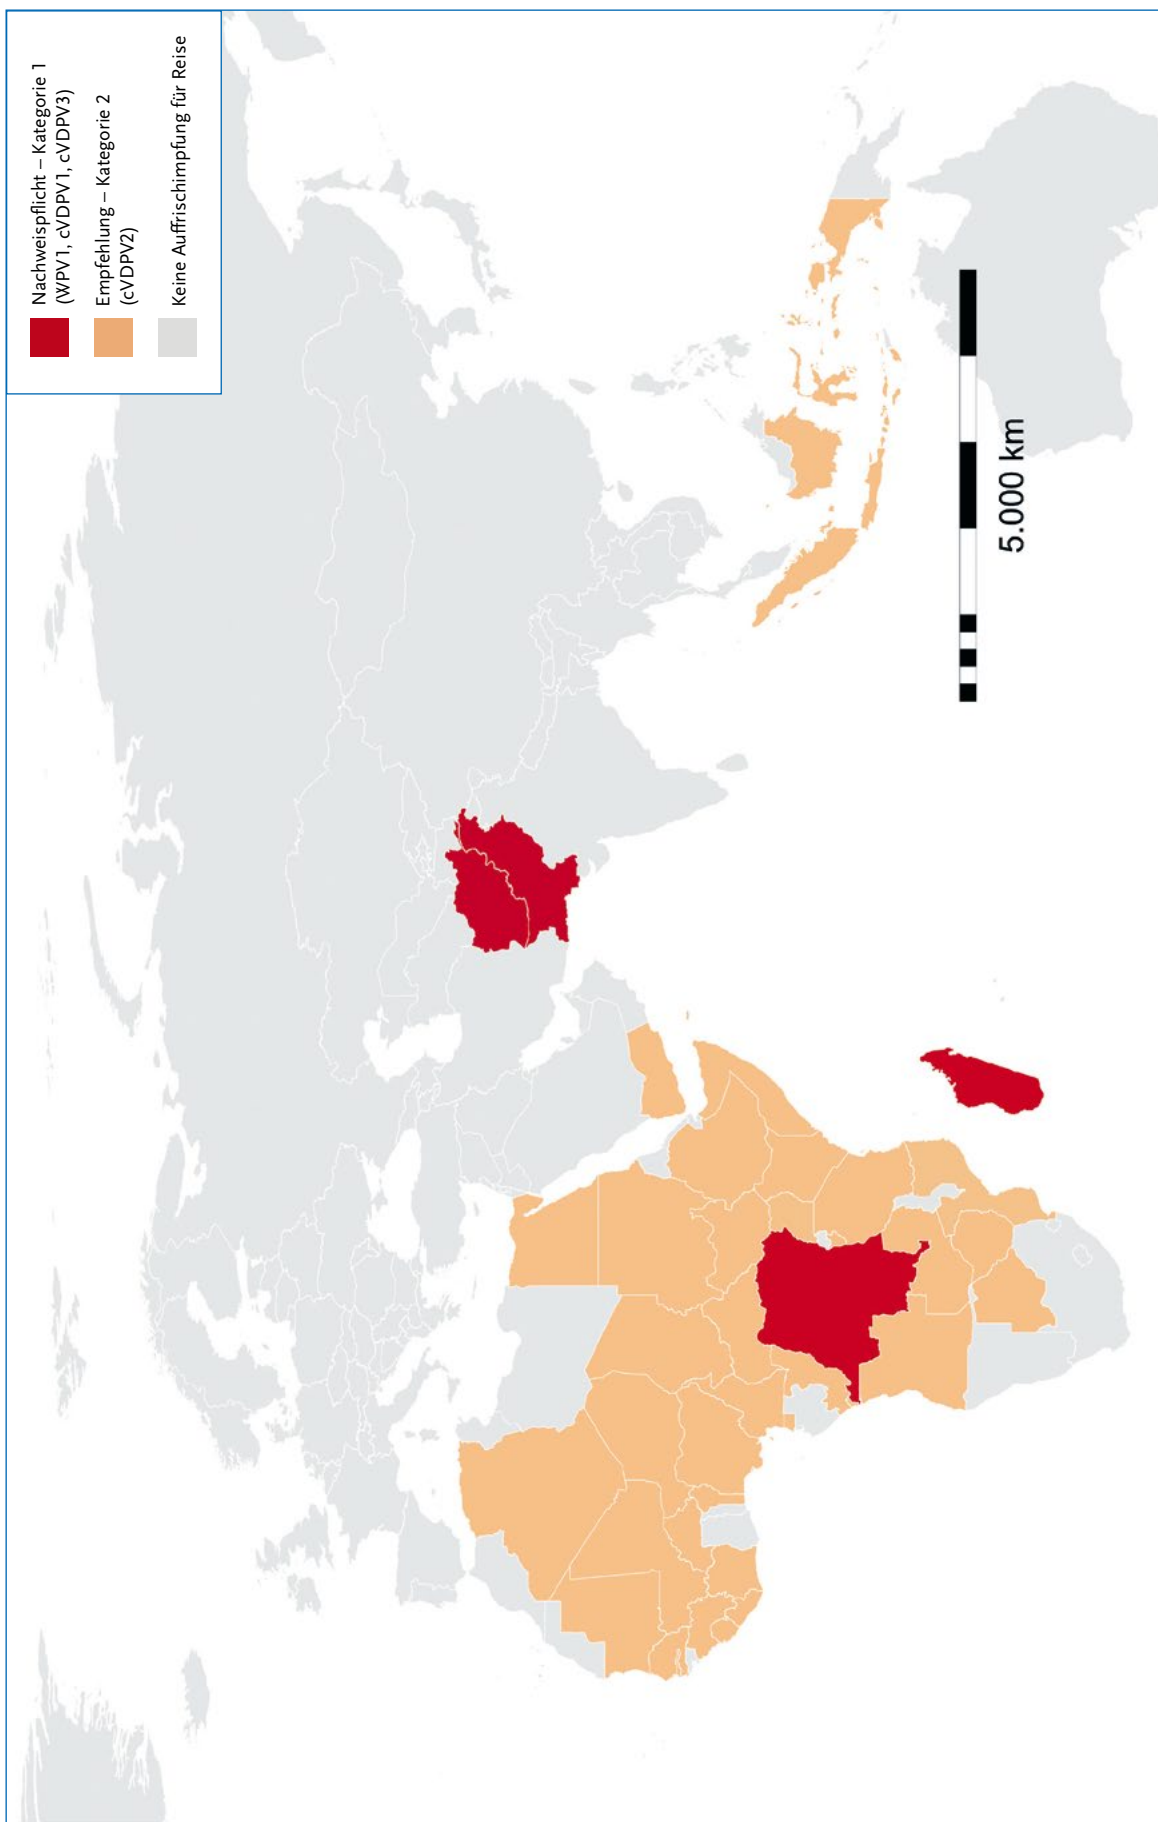 Nachweispflicht – Kategorie 1
(WPV1, cVDPV1, cVDPV3)
Empfehlung – Kategorie 2
(cVDPV2)
Keine Auffrischimpfung für Reise
5.000 km